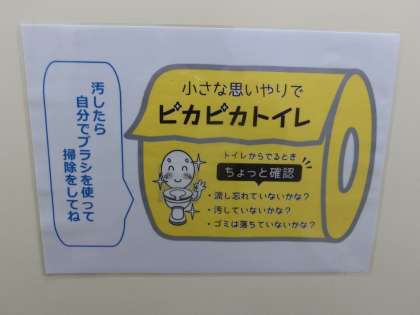 小さな思いやりで
ピカピカトイレ
トイレからでるとき
ちょっと確認
・流し忘れていないかな?
・汚していないかな?
・ゴミは落ちていないかな?
汚したら
自分でブラシを使って
掃除をしてね